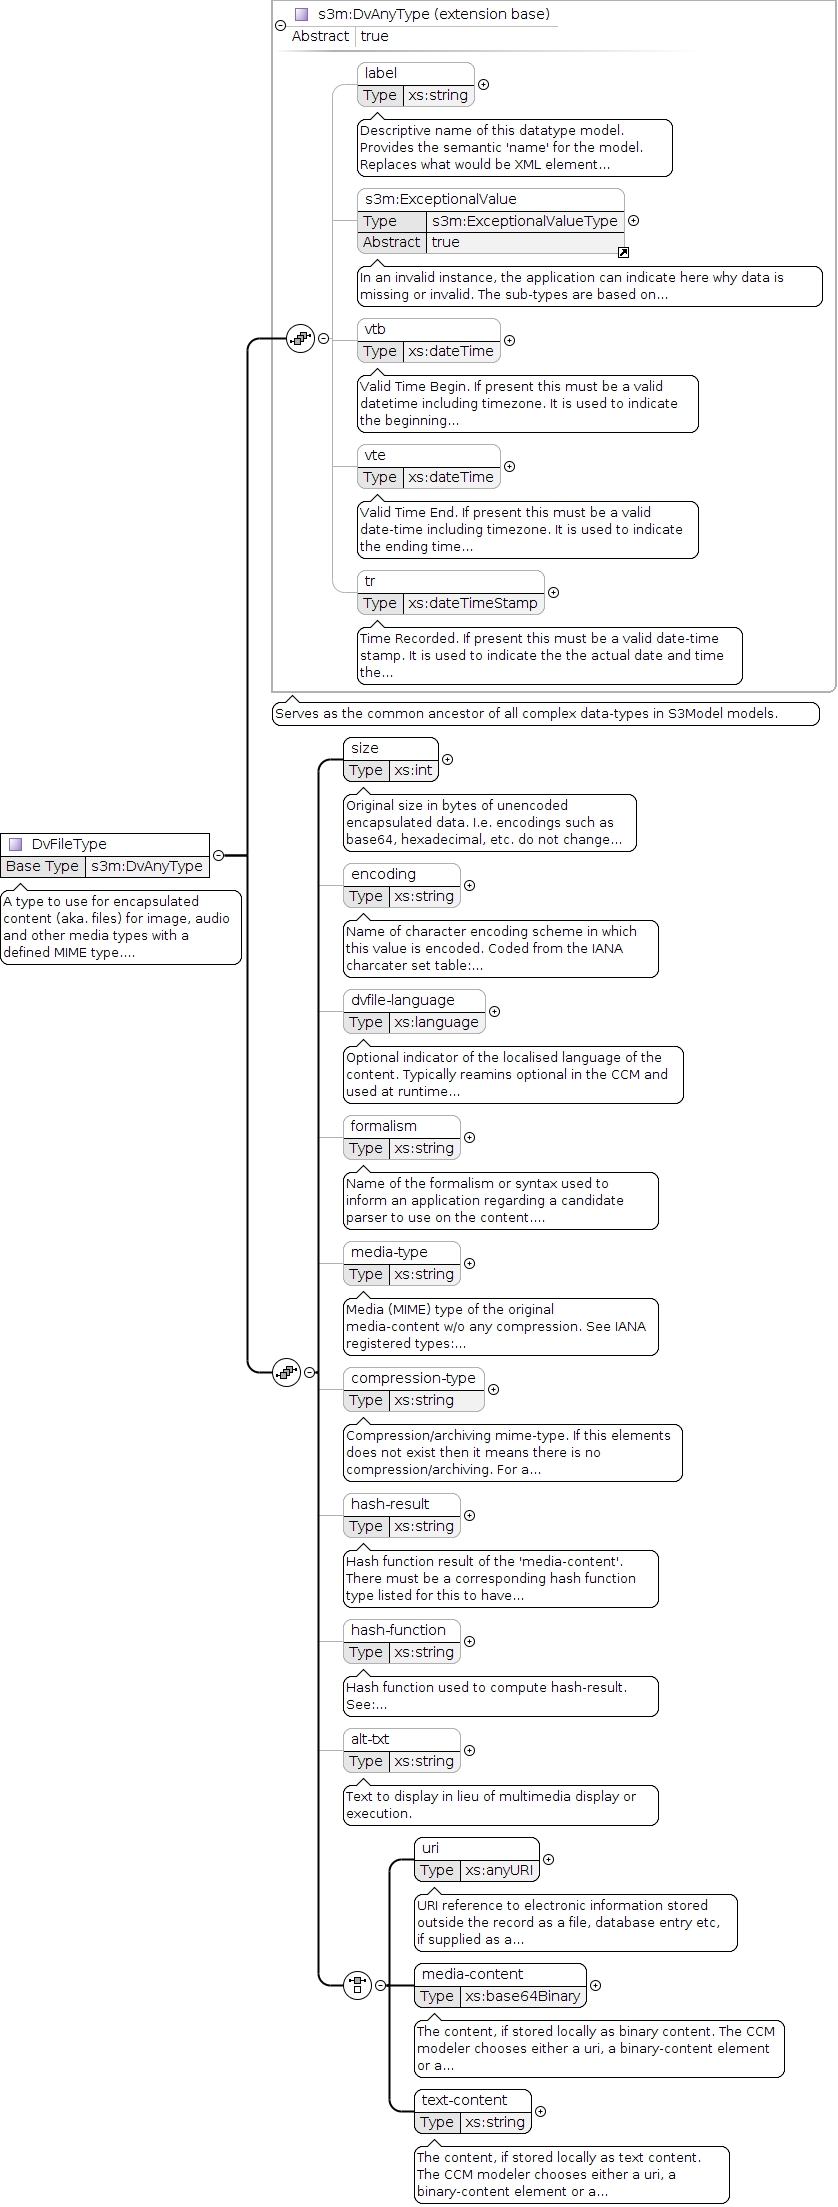 s3m:DvAnyType (extension base)
Abstract true
label
Type xs:string
Descriptive name of this datatype model.
Provides the semantic 'name' for the model.
Replaces what would be XML element...
s3m:ExceptionalValue
Type s3m:ExceptionalValueType
Abstract true
In an invalid instance, the application can indicate here why data is
missing or invalid. The sub-types are based on...
vtb
Type xs:dateTime
Valid Time Begin. If present this must be a valid
datetime including timezone. It is used to indicate
the beginning...
vte
Type xs:dateTime
Valid Time End. If present this must be a valid
date-time including timezone. It is used to indicate
the ending time...
tr
Type xs:dateTimeStamp
Time Recorded. If present this must be a valid date-time
stamp. It is used to indicate the the actual date and time
the...
Serves as the common ancestor of all complex data-types in S3Model models.
DvFileType
Base Type s3m:DvAnyType
A type to use for encapsulated
content (aka. files) for image, audio
and other media types with a
defined MIME type....
size
Type xs:int
Original size in bytes of unencoded
encapsulated data. I.e. encodings such as
base64, hexadecimal, etc. do not change...
encoding
Type xs:string
Name of character encoding scheme in which
this value is encoded. Coded from the IANA
charcater set table:...
dvfile-language
Type xs:language
Optional indicator of the localised language of the
content. Typically reamins optional in the CCM and
used at runtime...
formalism
Type xs:string
Name of the formalism or syntax used to
inform an application regarding a candidate
parser to use on the content....
media-type
Type xs:string
Media (MIME) type of the original
media-content w/o any compression. See IANA
registered types:...
compression-type
Type xs:string
Compression/archiving mime-type. If this elements
does not exist then it means there is no
compression/archiving. For a...
hash-result
Type xs:string
Hash function result of the 'media-content'.
There must be a corresponding hash function
type listed for this to have...
hash-function
Type xs:string
Hash function used to compute hash-result.
See:...
alt-txt
Type xs:string
Text to display in lieu of multimedia display or
execution.
uri
Type xs:anyURI
URI reference to electronic information stored
outside the record as a file, database entry etc,
if supplied as a...
media-content
Type xs:base64Binary
The content, if stored locally as binary content. The CCM
modeler chooses either a uri, a binary-content element
or a...
text-content
Type xs:string
The content, if stored locally as text content.
The CCM modeler chooses either a uri, a
binary-content element or a...